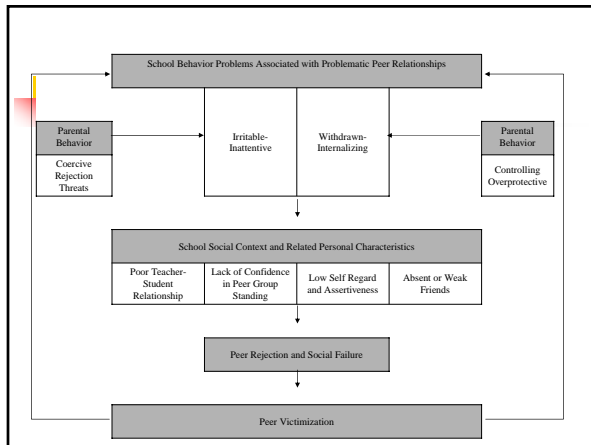 School Behavior Problems Associated with Problematic Peer Relationships
Parental
Behavior
Coercive
Rejection
Threats
Irritable-
Inattentive
Withdrawn-
Internalizing
Parental
Behavior
Controlling
Overprotective
School Social Context and Related Personal Characteristics
Poor Teacher-
Student
Relationship
Lack of Confidence
in Peer Group
Standing
Low Self Regard
and Assertiveness
Absent or Weak
Friends
Peer Rejection and Social Failure
Peer Victimization